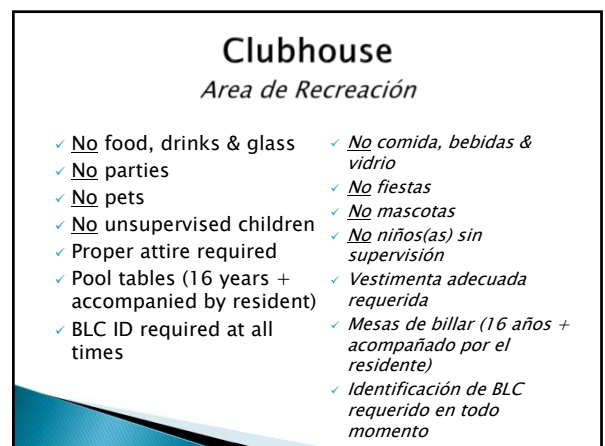 Clubhouse
Area de Recreación
✓ No food, drinks & glass
✓ No parties
✓ No pets
✓ No unsupervised children
✓ Proper attire required
✓ Pool tables (16 years +
accompanied by resident)
✓ BLC ID required at all
times
✓ No comida, bebidas &
vidrio
✓ No fiestas
✓ No mascotas
✓ No niños(as) sin
supervisión
✓ Vestimenta adecuada
requerida
✓ Mesas de billar (16 años +
acompañado por el
residente)
✓ Identificación de BLC
requerido en todo
momento